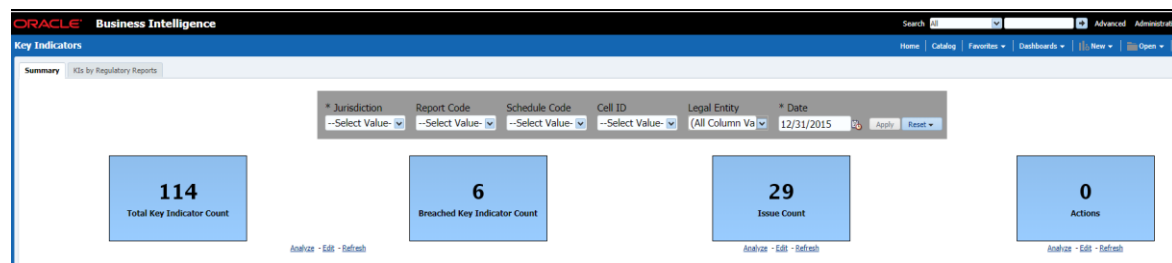 ORACLE Business Intelligence Search All Advanced Administrat
Key Indicators Home Catalog Favorites Dashboards New Open
Summary KIs by Regulatory Reports
* Jurisdiction Report Code Schedule Code Cell ID Legal Entity * Date
--Select Value- --Select Value- --Select Value- --Select Value- (All Column Va 12/31/2015 Apply Reset
114 6 29 0
Total Key Indicator Count Breached Key Indicator Count Issue Count Actions
Analyze - Edit - Refresh Analyze - Edit - Refresh Analyze - Edit - Refresh